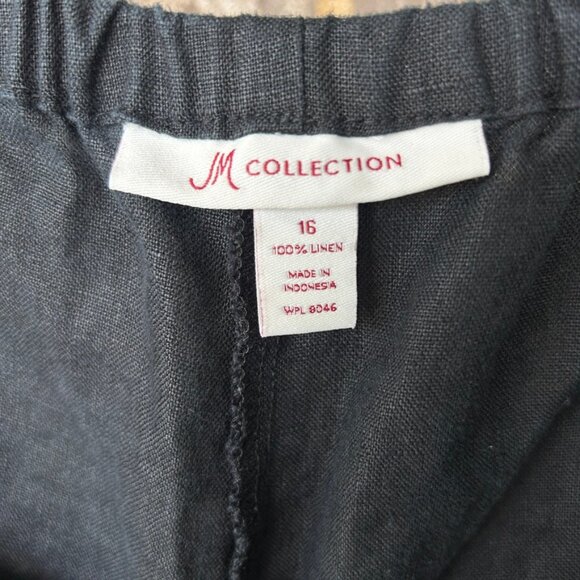 JM COLLECTION
16
100% LINEN
MADE IN
INDONESIA
WPL 8046